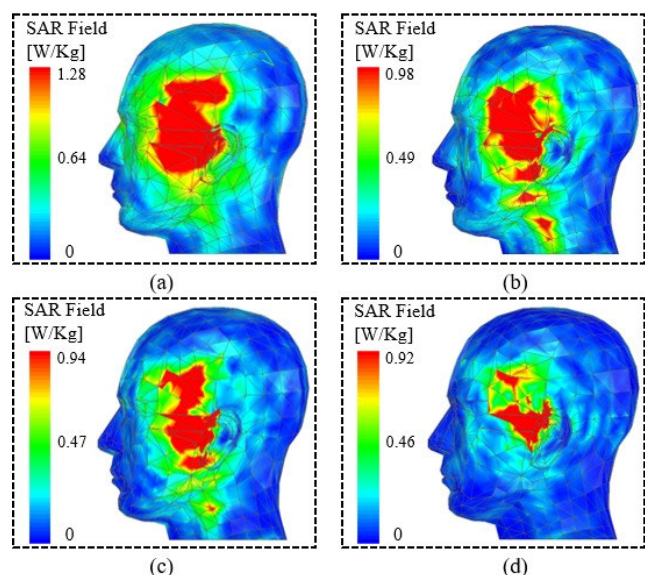 SAR Field
[W/Kg]
1.28
0.64
0
(a)
SAR Field
[W/Kg]
0.98
0.49
0
(b)
SAR Field
[W/Kg]
0.94
0.47
0
(c)
SAR Field
[W/Kg]
0.92
0.46
0
(d)